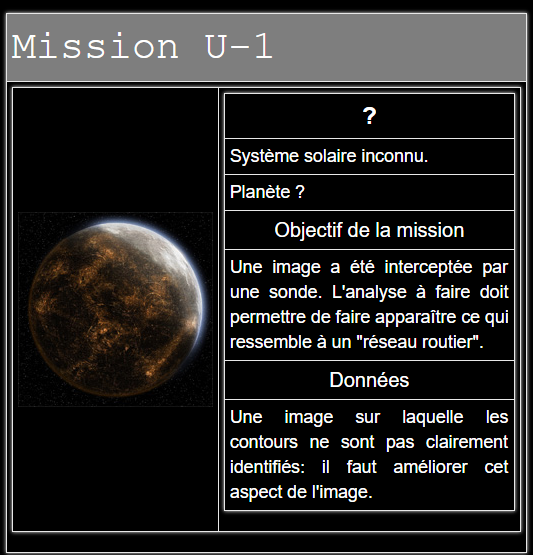 Mission U-1
?
Système solaire inconnu.
Planète ?
Objectif de la mission
Une image a été interceptée par
une sonde. L'analyse à faire doit
permettre de faire apparaître ce qui
ressemble à un "réseau routier".
Données
Une image sur laquelle les
contours ne sont pas clairement
identifiés: il faut améliorer cet
aspect de l'image.